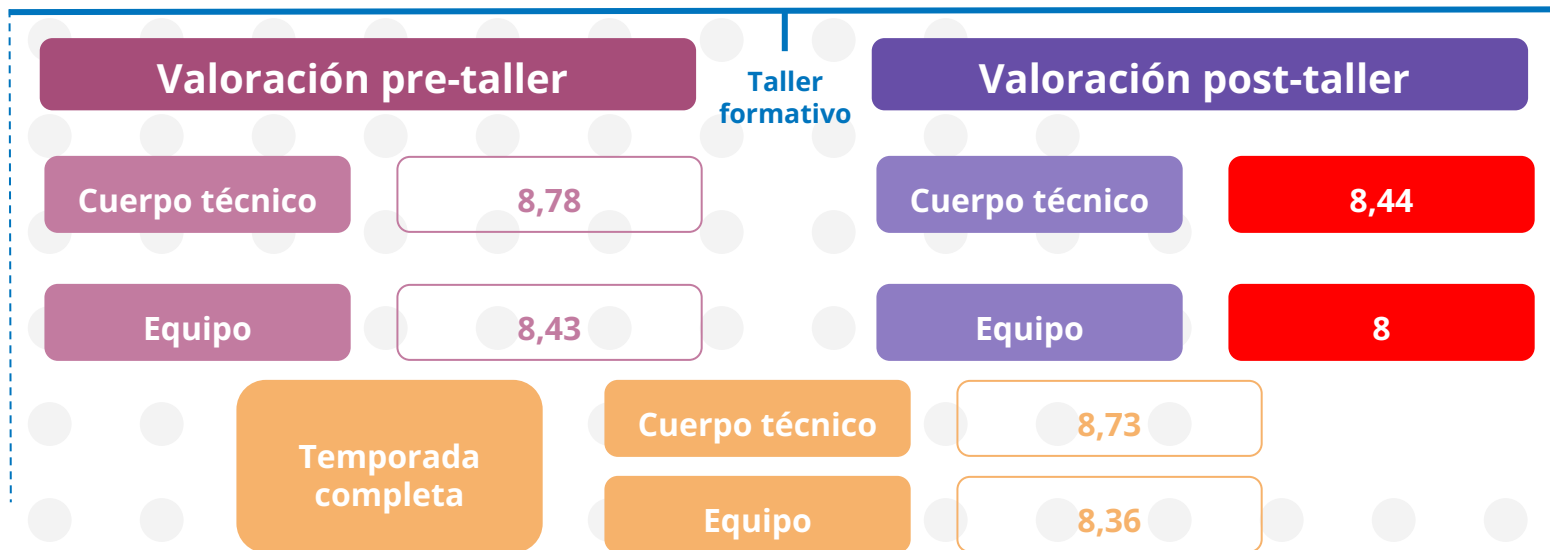 Valoración pre-taller
Taller
formativo
Valoración post-taller
Cuerpo técnico
8,78
Cuerpo técnico
8,44
Equipo
8,43
Equipo
8
Temporada
completa
Cuerpo técnico
8,73
Equipo
8,36